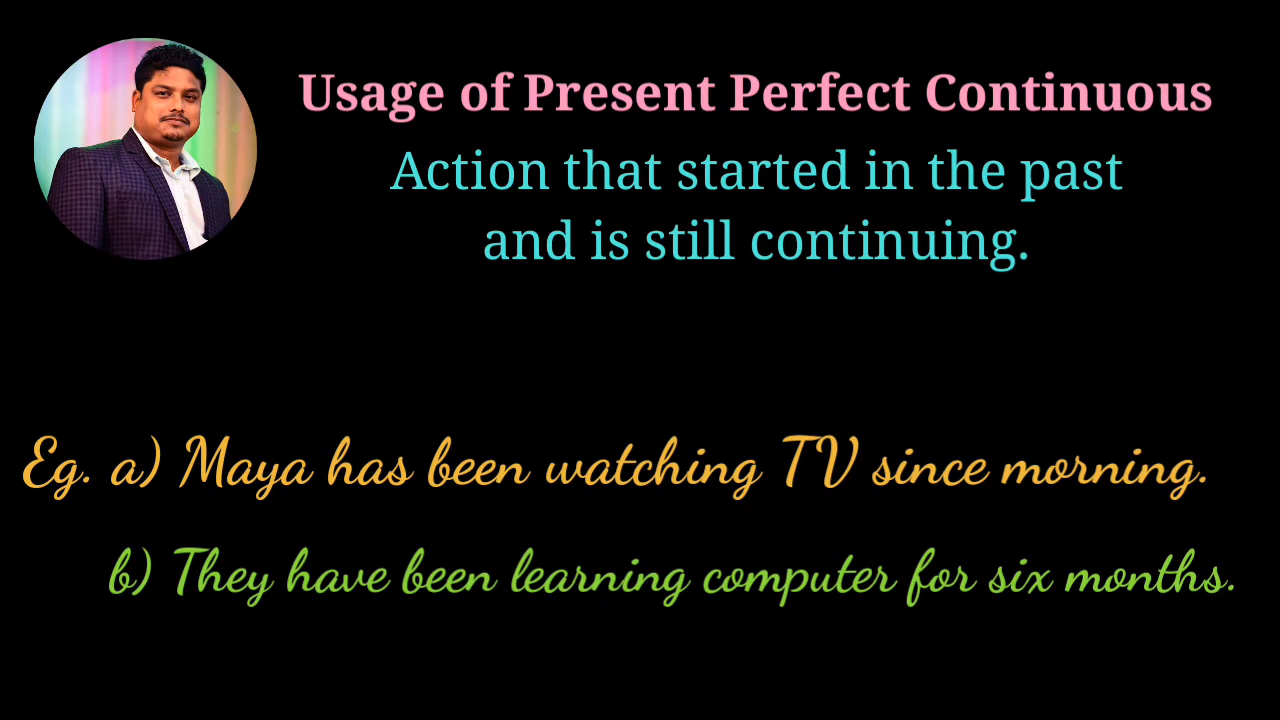 Usage of Present Perfect Continuous
Action that started in the past
and is still continuing.
Eg. a) Maya has been watching TV since morning.
b) They have been learning computer for six months.